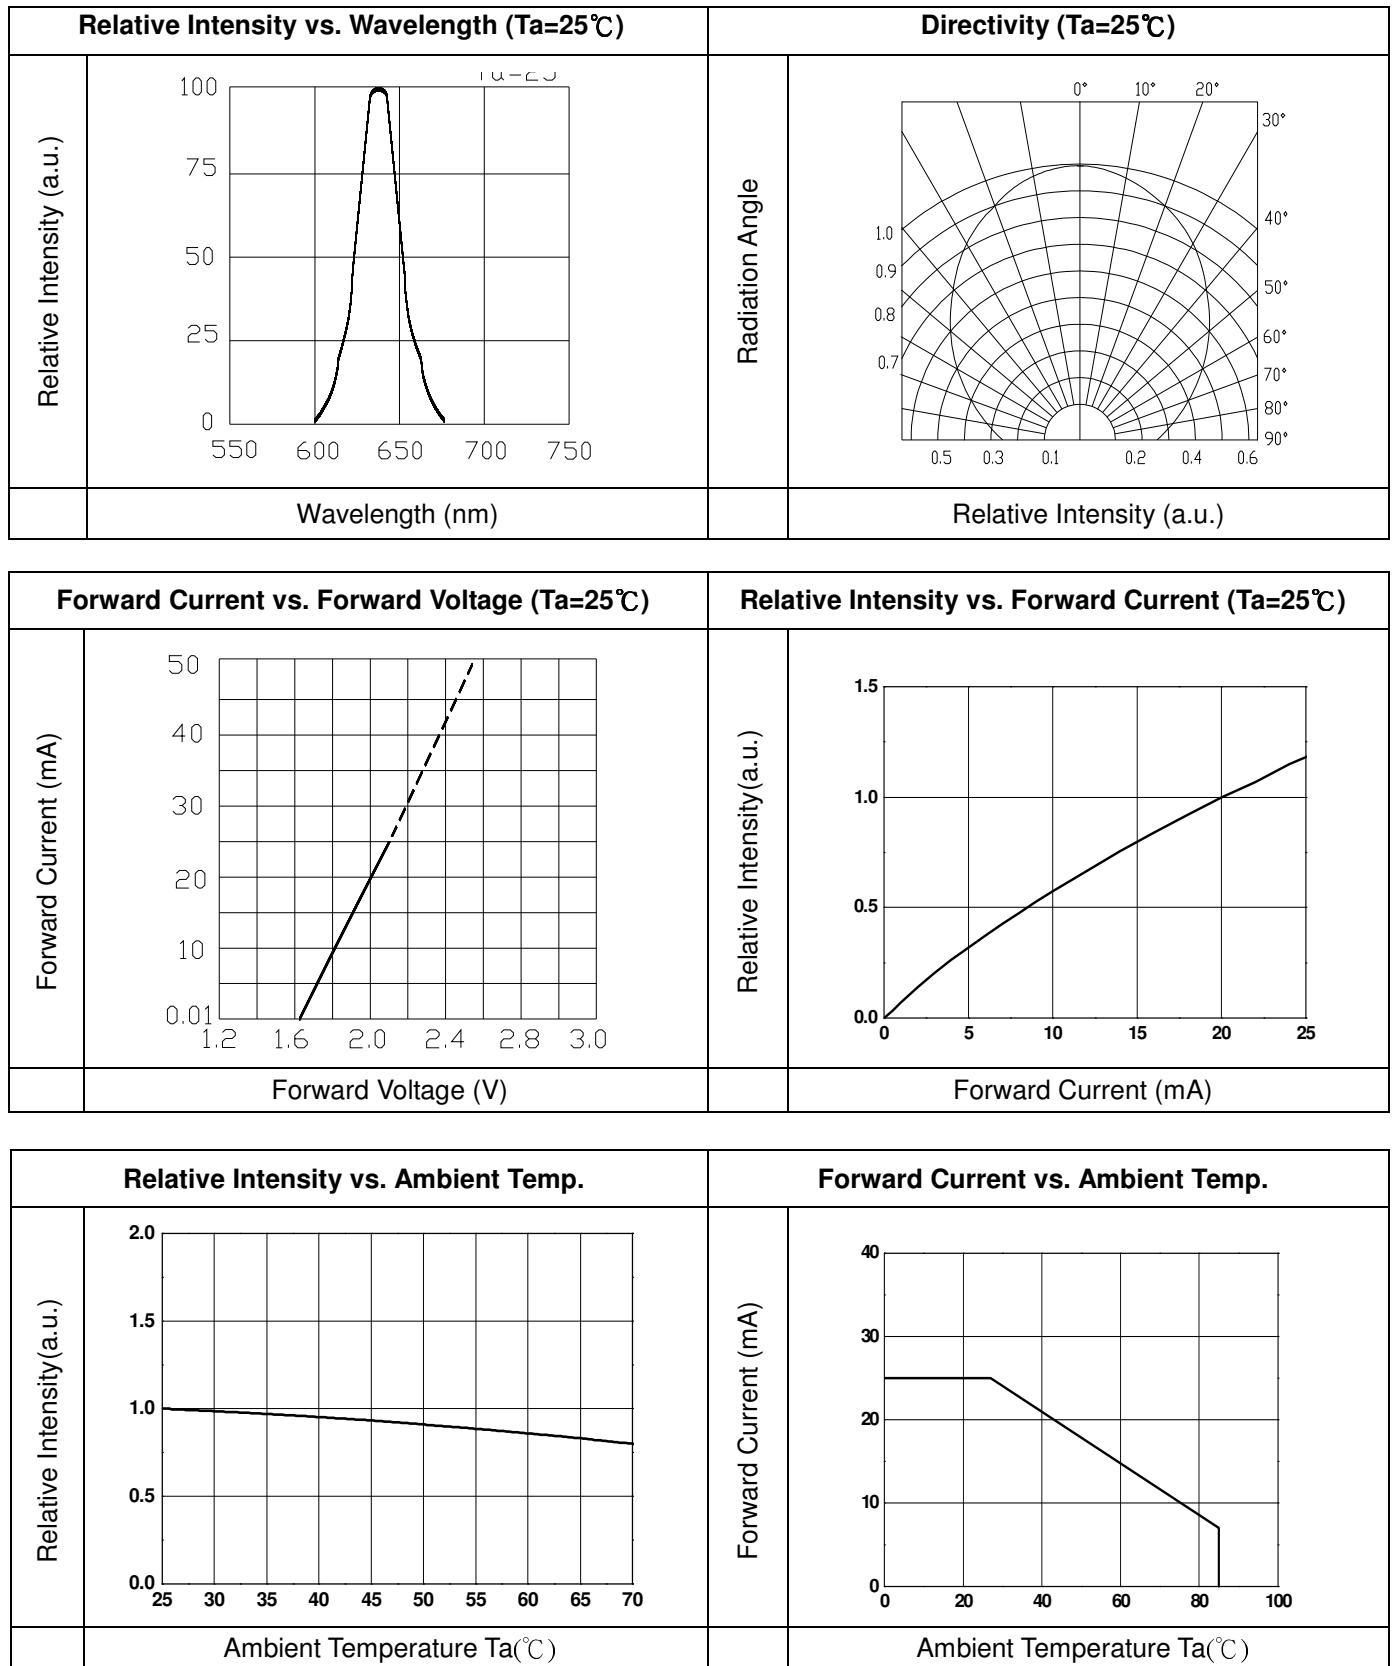 Relative Intensity vs. Wavelength (Ta=25℃)
Directivity (Ta=25℃)
Relative Intensity (a.u.)
100
75
50
25
0
550 600 650 700 750
Wavelength (nm)
Radiation Angle
0° 10° 20°
30°
40°
50°
60°
70°
80°
90°
1.0
0.9
0.8
0.7
0.5 0.3 0.1 0.2 0.4 0.6
Relative Intensity (a.u.)
Forward Current vs. Forward Voltage (Ta=25℃)
Relative Intensity vs. Forward Current (Ta=25℃)
Forward Current (mA)
50
40
30
20
10
0.01
1.2 1.6 2.0 2.4 2.8 3.0
Forward Voltage (V)
Relative Intensity(a.u.)
1.5
1.0
0.5
0.0
0 5 10 15 20 25
Forward Current (mA)
Relative Intensity vs. Ambient Temp.
Forward Current vs. Ambient Temp.
Relative Intensity(a.u.)
2.0
1.5
1.0
0.5
0.0
25 30 35 40 45 50 55 60 65 70
Ambient Temperature Ta(℃)
Forward Current (mA)
40
30
20
10
0
0 20 40 60 80 100
Ambient Temperature Ta(℃)